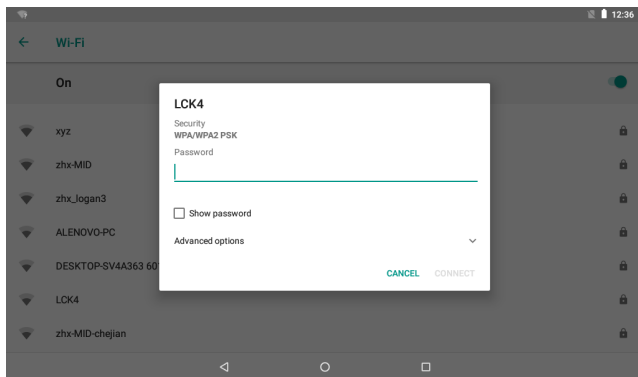 12:36
Wi-Fi
On
LCK4
Security
WPA/WPA2 PSK
Password
Show password
Advanced options
CANCEL CONNECT
xyz
zhx-MID
zhx_logan3
ALENOVO-PC
DESKTOP-SV4A363
LCK4
zhx-MID-chejian